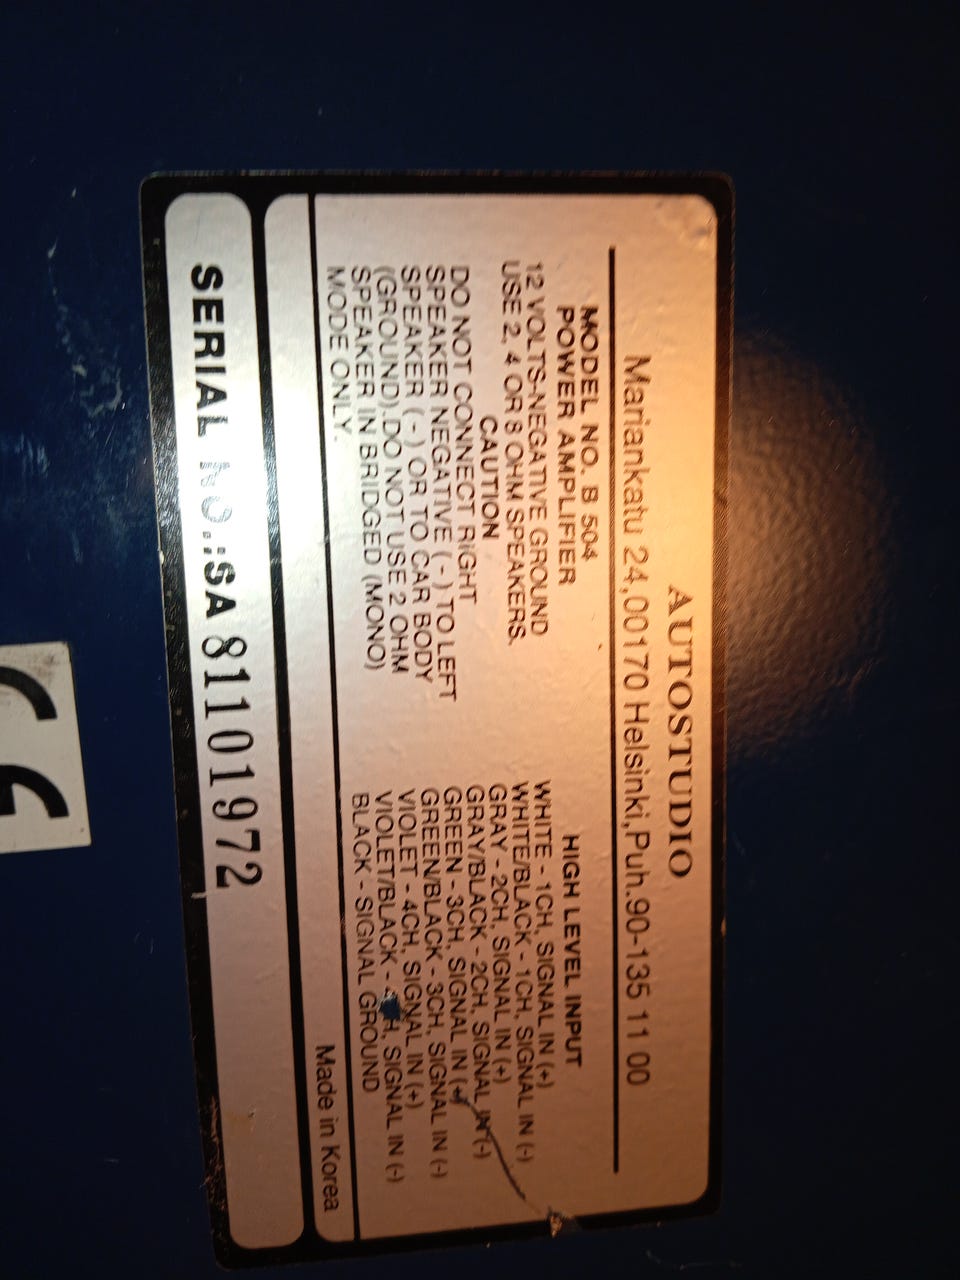 AUTOSTUDIO
Mariankatu 24,00170 Helsinki,Puh.90-135 11 00
MODEL NO. B 504
POWER AMPLIFIER
12 VOLTS-NEGATIVE GROUND
USE 2, 4 OR 8 OHM SPEAKERS.
CAUTION
DO NOT CONNECT RIGHT
SPEAKER NEGATIVE (-) TO LEFT
SPEAKER (-) OR TO CAR BODY
(GROUND).DO NOT USE 2 OHM
SPEAKER IN BRIDGED (MONO)
MODE ONLY.
HIGH LEVEL INPUT
WHITE - 1CH, SIGNAL IN (+)
WHITE/BLACK - 1CH, SIGNAL IN (-)
GRAY - 2CH, SIGNAL IN (+)
GRAY/BLACK - 2CH, SIGNAL IN (-)
GREEN - 3CH, SIGNAL IN (+)
GREEN/BLACK - 3CH, SIGNAL IN (-)
VIOLET - 4CH, SIGNAL IN (+)
VIOLET/BLACK - 4CH, SIGNAL IN (-)
BLACK - SIGNAL GROUND
Made in Korea
SERIAL NO.:SA 81101972
CE